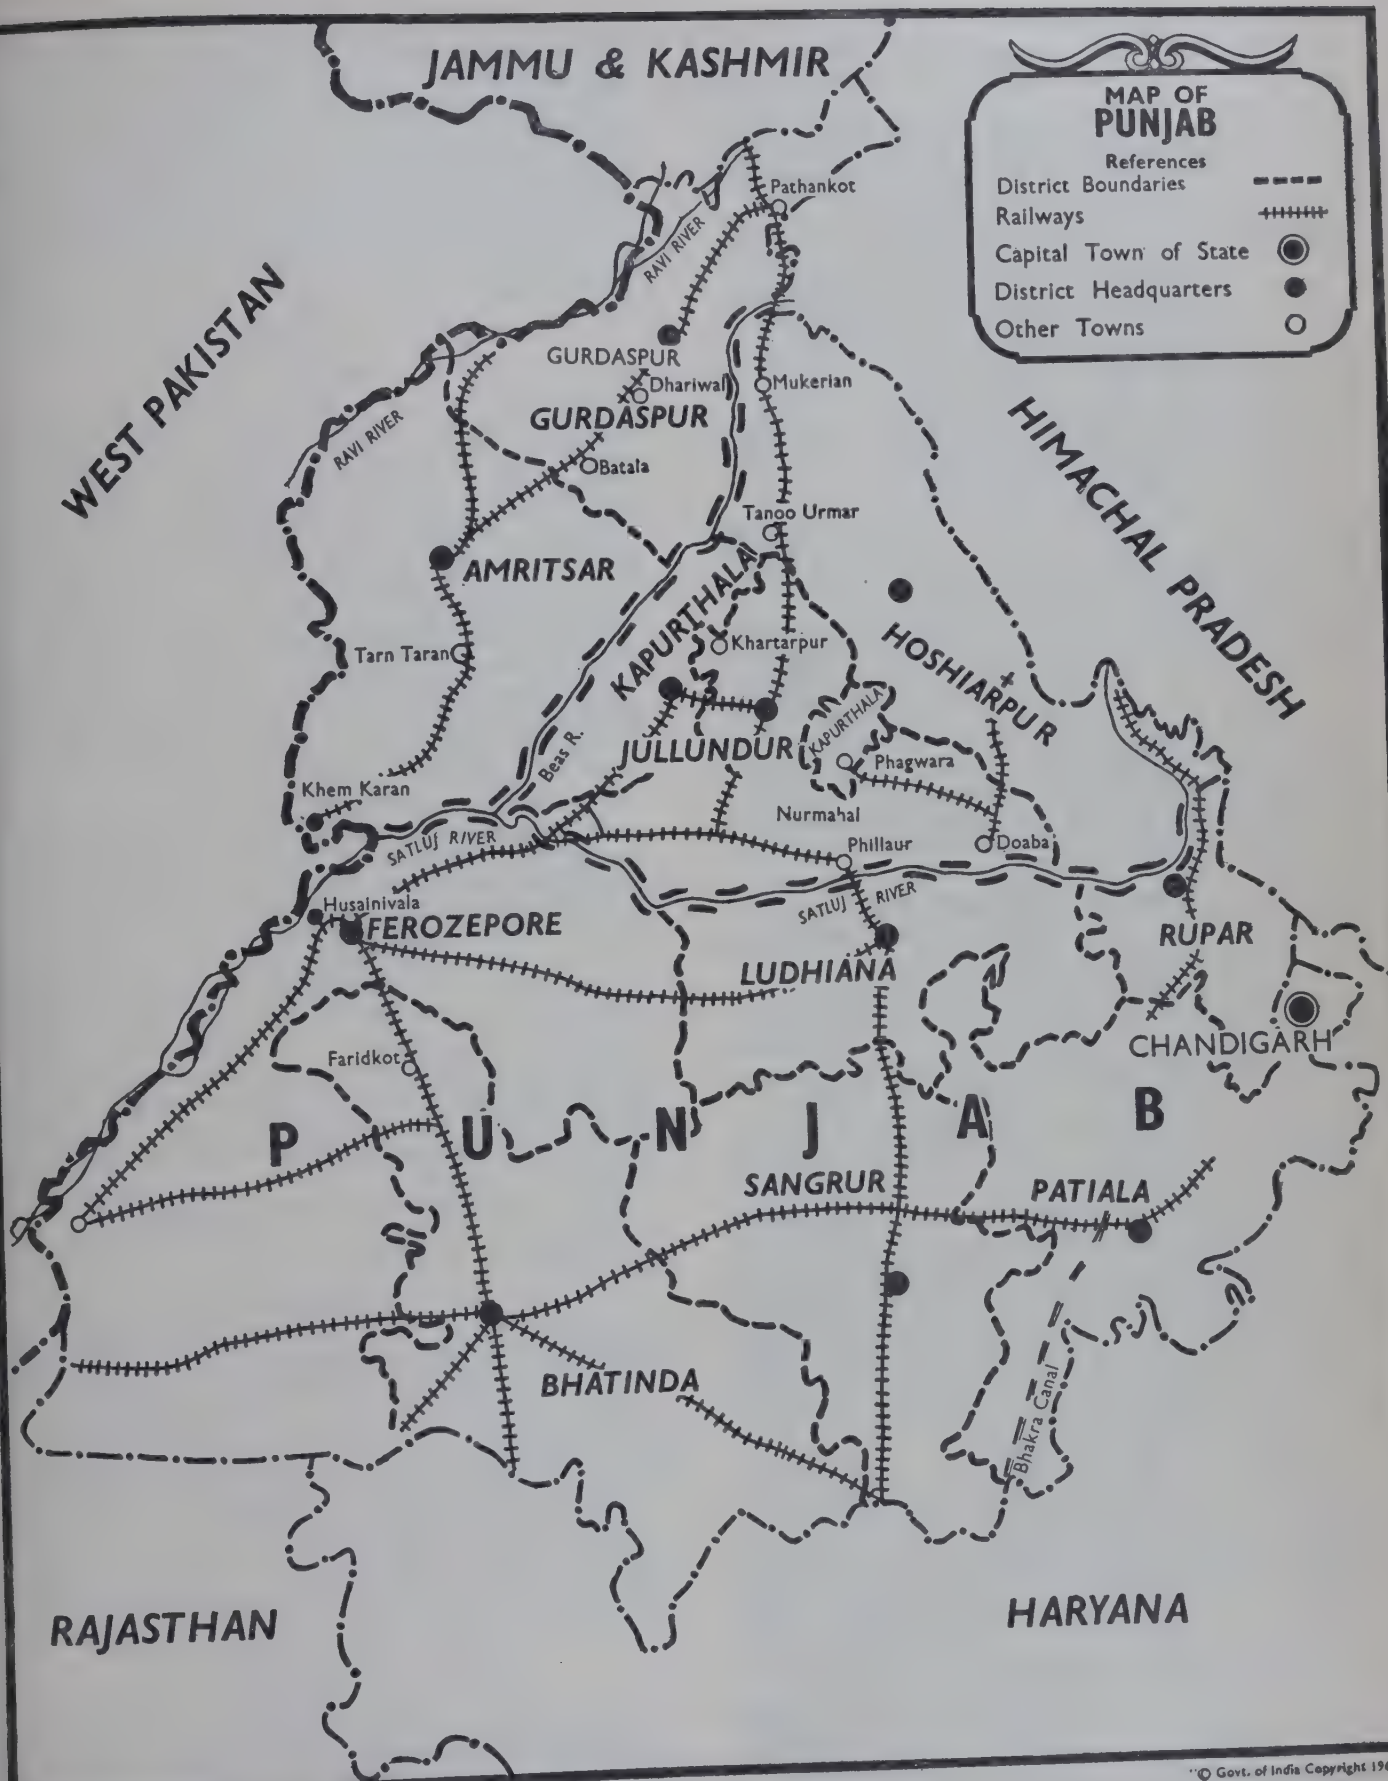 JAMMU & KASHMIR
MAP OF
PUNJAB
References
District Boundaries
Railways
Capital Town of State
District Headquarters
Other Towns
Pathankot
RAVI RIVER
WEST PAKISTAN
GURDASPUR
Dhariwal
Mukerian
GURDASPUR
RAVI RIVER
Batala
HIMACHAL PRADESH
Tanoo Urmar
AMRITSAR
KAPURTHALA
Khartarpur
Tarn Taran
HOSHIARPUR
KAPURTHALA
JULLUNDUR
Beas R.
Phagwara
Khem Karan
Nurmahal
SATLUJ RIVER
Phillaur
Doaba
Husainivala
SATLUJ RIVER
FEROZEPORE
RUPAR
LUDHIANA
CHANDIGARH
Faridkot
P U N J A B
SANGRUR
PATIALA
BHATINDA
Bhakra Canal
RAJASTHAN
HARYANA
© Govt. of India Copyright